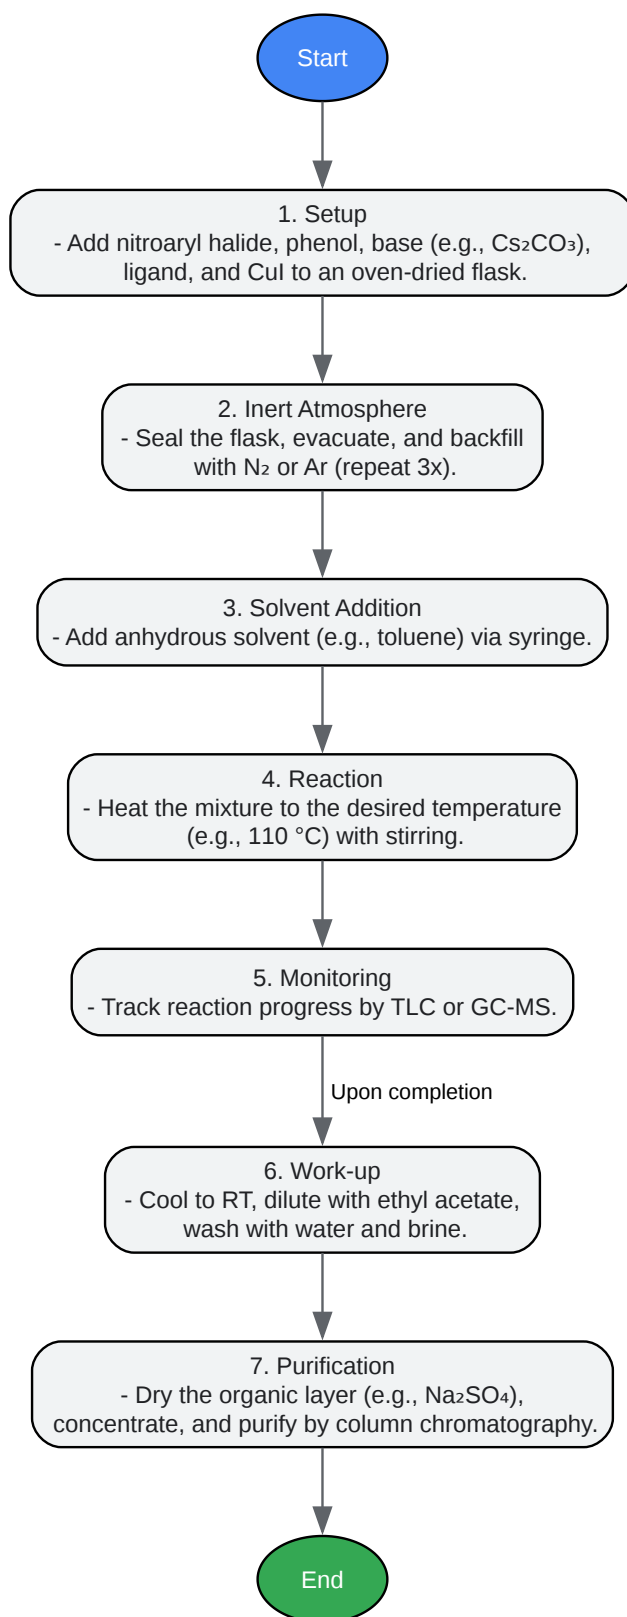 Start
1. Setup
- Add nitroaryl halide, phenol, base (e.g., Cs₂CO₃),
ligand, and CuI to an oven-dried flask.
2. Inert Atmosphere
- Seal the flask, evacuate, and backfill
with N₂ or Ar (repeat 3x).
3. Solvent Addition
- Add anhydrous solvent (e.g., toluene) via syringe.
4. Reaction
- Heat the mixture to the desired temperature
(e.g., 110 °C) with stirring.
5. Monitoring
- Track reaction progress by TLC or GC-MS.
Upon completion
6. Work-up
- Cool to RT, dilute with ethyl acetate,
wash with water and brine.
7. Purification
- Dry the organic layer (e.g., Na₂SO₄),
concentrate, and purify by column chromatography.
End